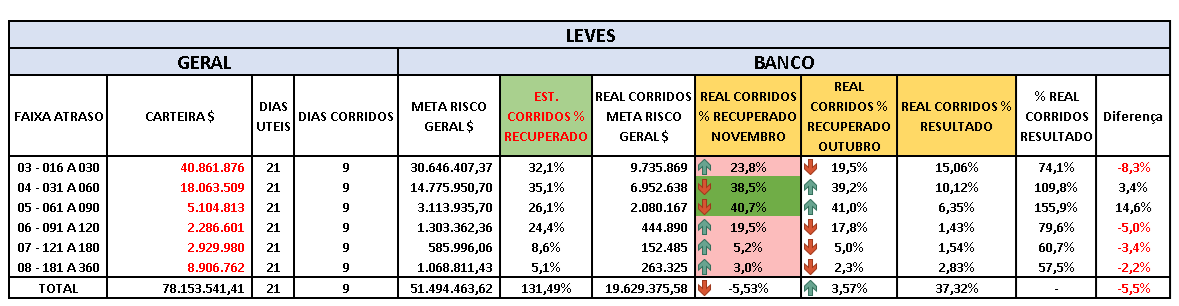 LEVES
GERAL BANCO
FAIXA ATRASO CARTEIRA $ DIAS UTEIS DIAS CORRIDOS META RISCO GERAL $ EST. CORRIDOS % RECUPERADO REAL CORRIDOS META RISCO GERAL $ REAL CORRIDOS % RECUPERADO NOVEMBRO REAL CORRIDOS % RECUPERADO OUTUBRO REAL CORRIDOS % RESULTADO % REAL CORRIDOS RESULTADO Diferença
03 - 016 A 030 40.861.876 21 9 30.646.407,37 32,1% 9.735.869 23,8% 19,5% 15,06% 74,1% -8,3%
04 - 031 A 060 18.063.509 21 9 14.775.950,70 35,1% 6.952.638 38,5% 39,2% 10,12% 109,8% 3,4%
05 - 061 A 090 5.104.813 21 9 3.113.935,70 26,1% 2.080.167 40,7% 41,0% 6,35% 155,9% 14,6%
06 - 091 A 120 2.286.601 21 9 1.303.362,36 24,4% 444.890 19,5% 17,8% 1,43% 79,6% -5,0%
07 - 121 A 180 2.929.980 21 9 585.996,06 8,6% 152.485 5,2% 5,0% 1,54% 60,7% -3,4%
08 - 181 A 360 8.906.762 21 9 1.068.811,43 5,1% 263.325 3,0% 2,3% 2,83% 57,5% -2,2%
TOTAL 78.153.541,41 21 9 51.494.463,62 131,49% 19.629.375,58 -5,53% 3,57% 37,32% - -5,5%